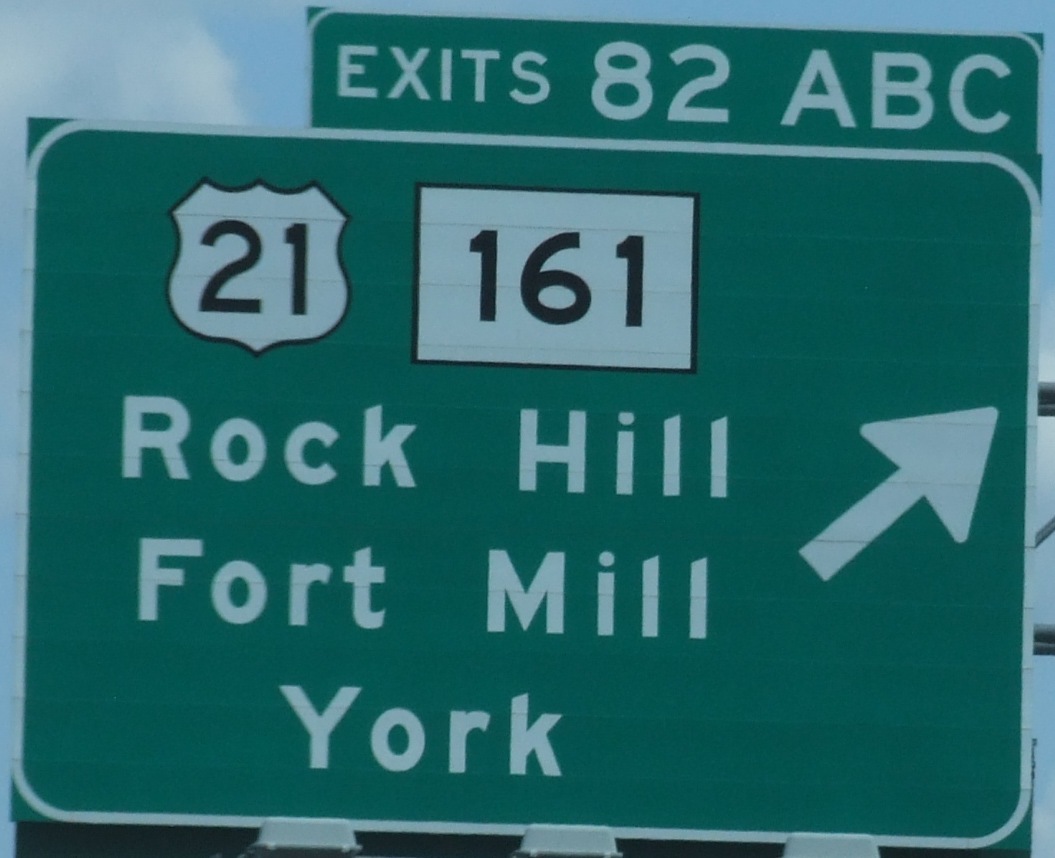 EXITS 82 ABC
21 161
Rock Hill
Fort Mill
York